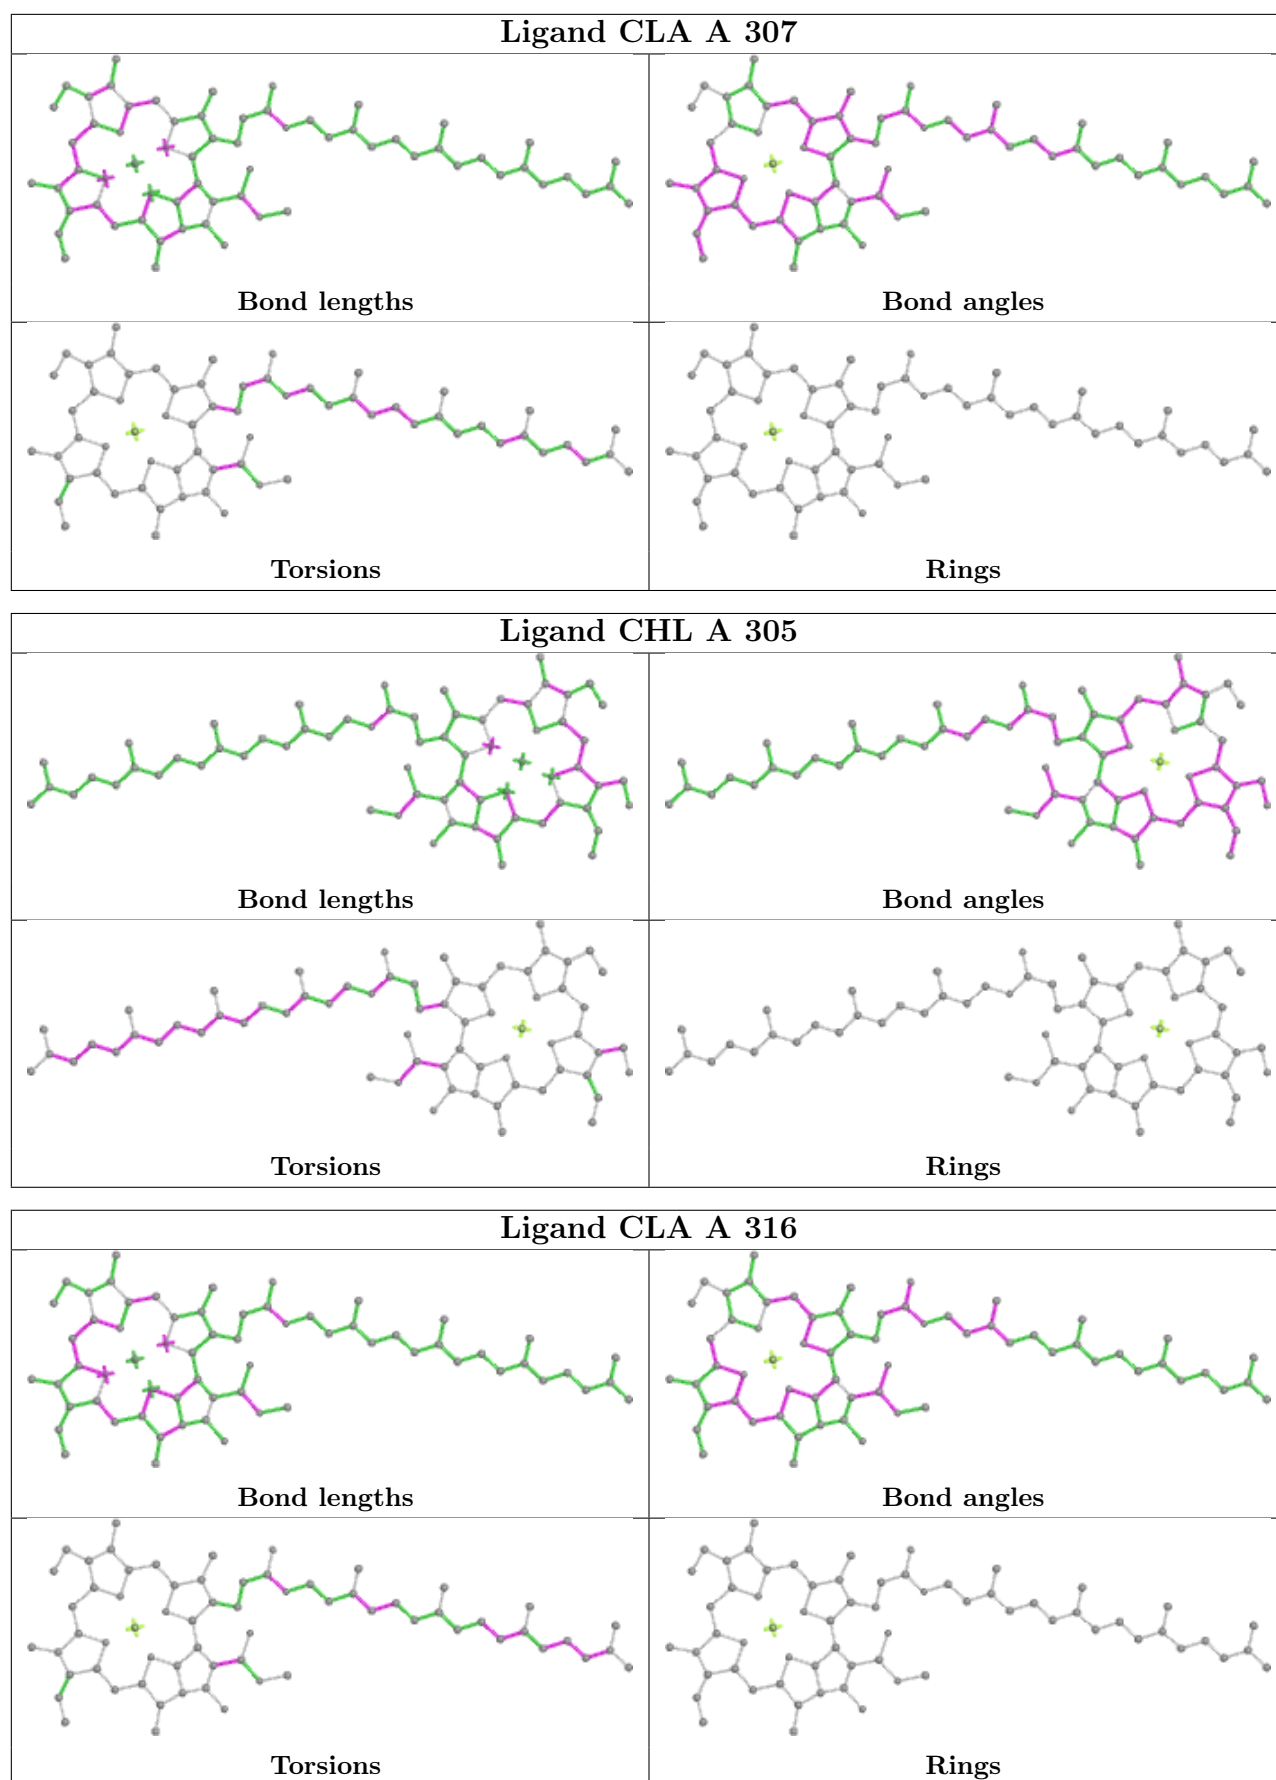 Ligand CLA A 307
Bond lengths
Bond angles
Torsions
Rings
Ligand CHL A 305
Bond lengths
Bond angles
Torsions
Rings
Ligand CLA A 316
Bond lengths
Bond angles
Torsions
Rings